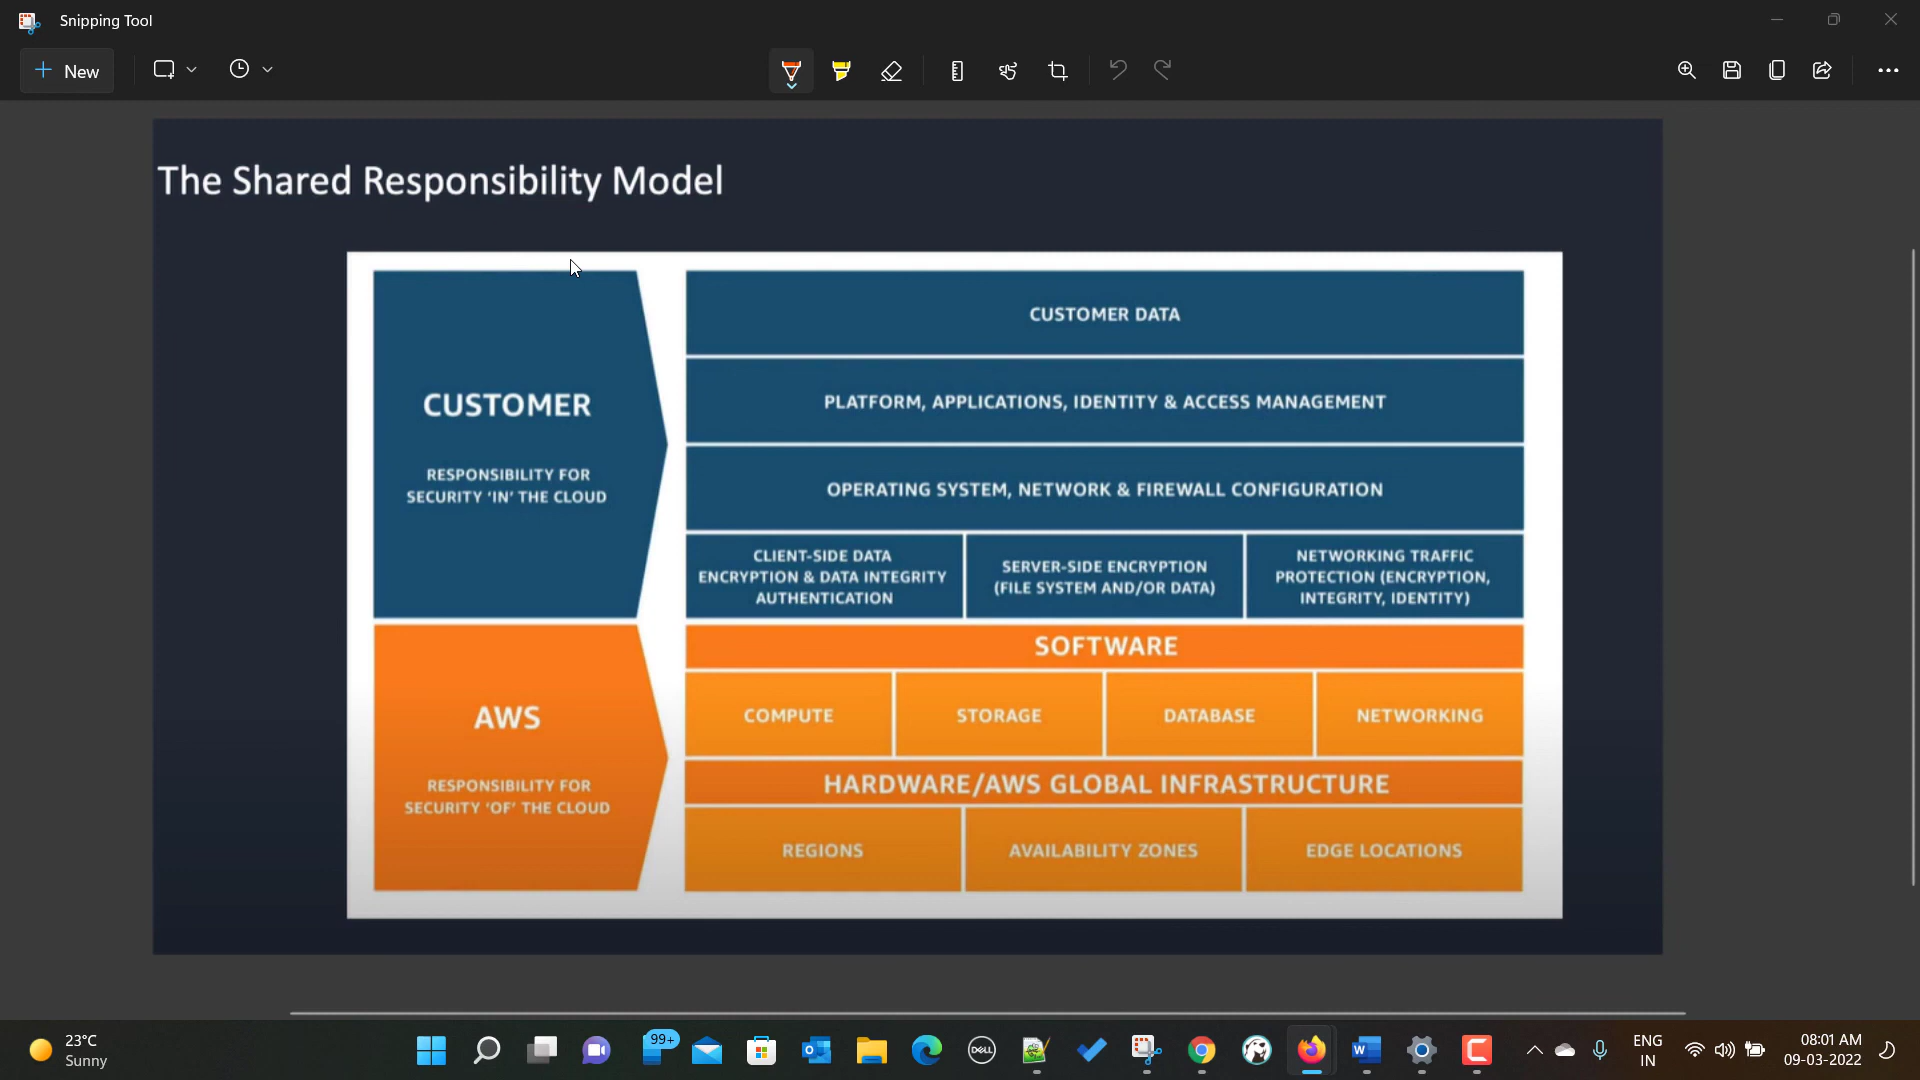 Snipping Tool
New
The Shared Responsibility Model
CUSTOMER
RESPONSIBILITY FOR
SECURITY ‘IN’ THE CLOUD
CUSTOMER DATA
PLATFORM, APPLICATIONS, IDENTITY & ACCESS MANAGEMENT
OPERATING SYSTEM, NETWORK & FIREWALL CONFIGURATION
CLIENT-SIDE DATA
ENCRYPTION & DATA INTEGRITY
AUTHENTICATION
SERVER-SIDE ENCRYPTION
(FILE SYSTEM AND/OR DATA)
NETWORKING TRAFFIC
PROTECTION (ENCRYPTION,
INTEGRITY, IDENTITY)
AWS
RESPONSIBILITY FOR
SECURITY ‘OF’ THE CLOUD
SOFTWARE
COMPUTE
STORAGE
DATABASE
NETWORKING
HARDWARE/AWS GLOBAL INFRASTRUCTURE
REGIONS
AVAILABILITY ZONES
EDGE LOCATIONS
23°C
Sunny
99+
DELL
ENG
IN
08:01 AM
09-03-2022